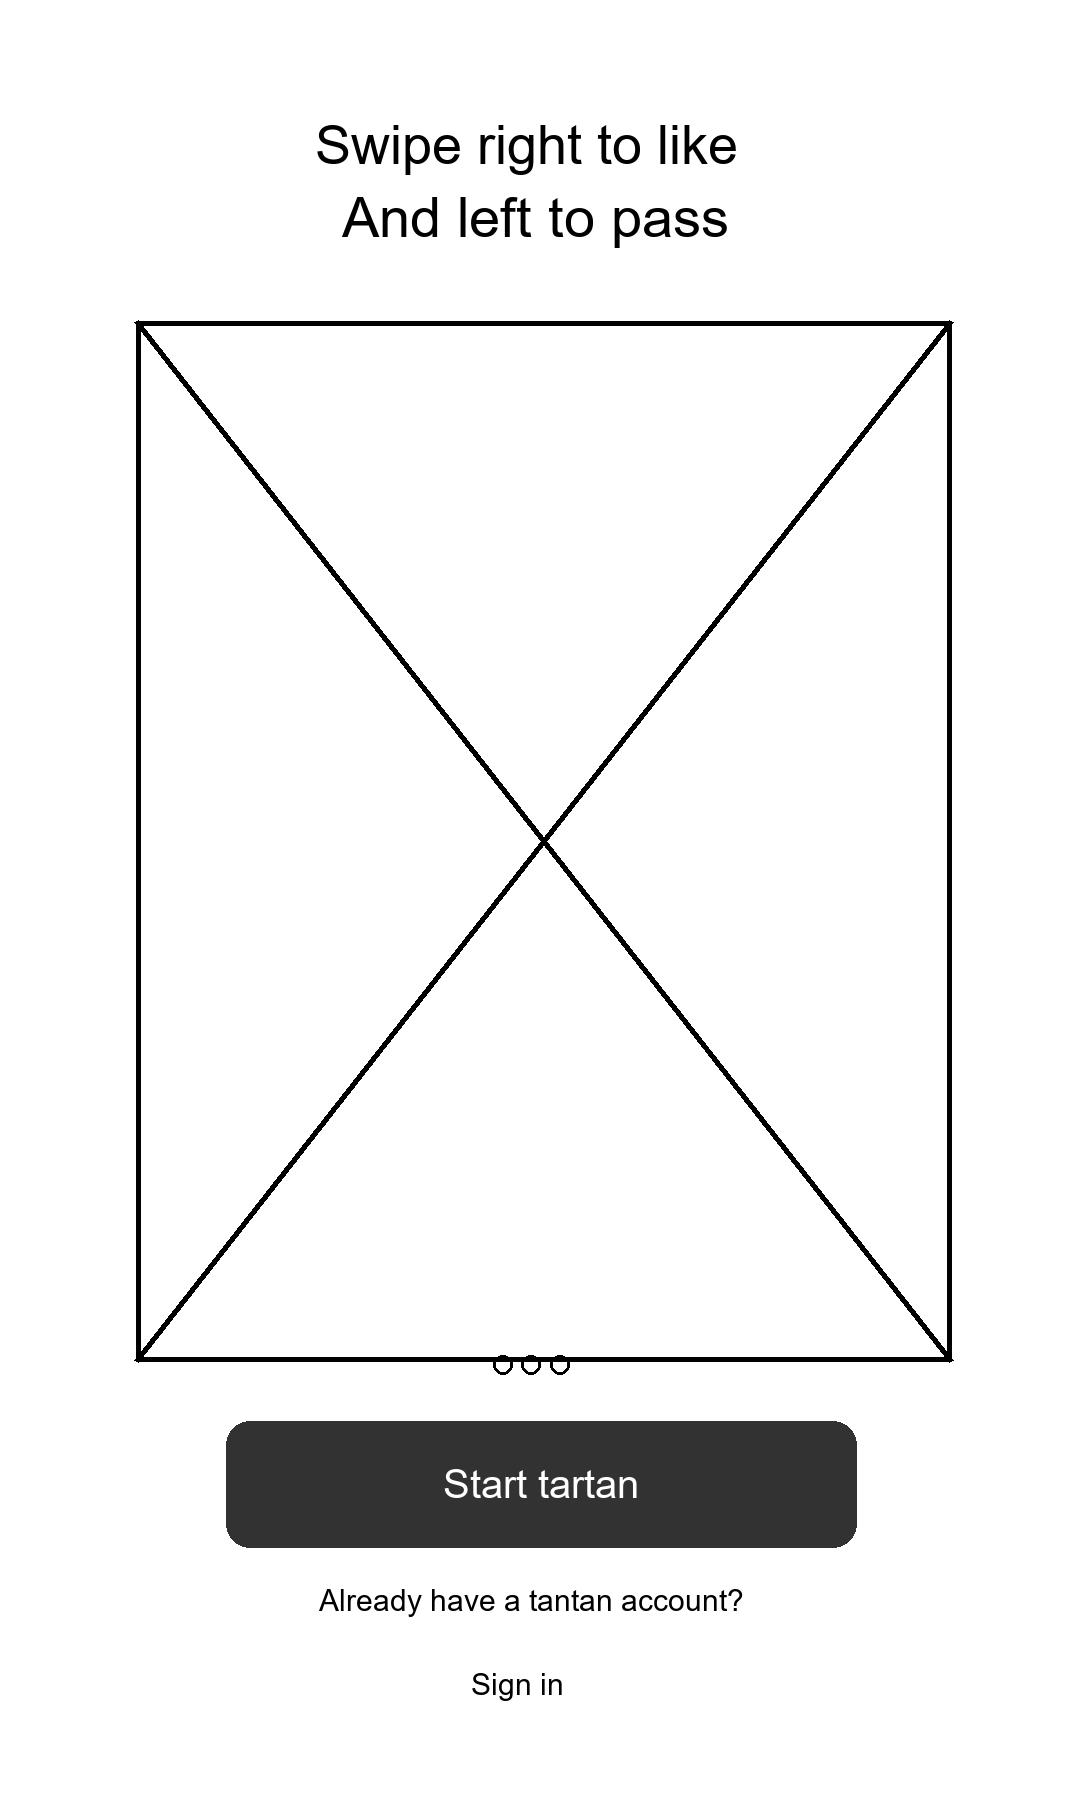 Swipe right to like
And left to pass
Start tartan
Already have a tantan account?
Sign in